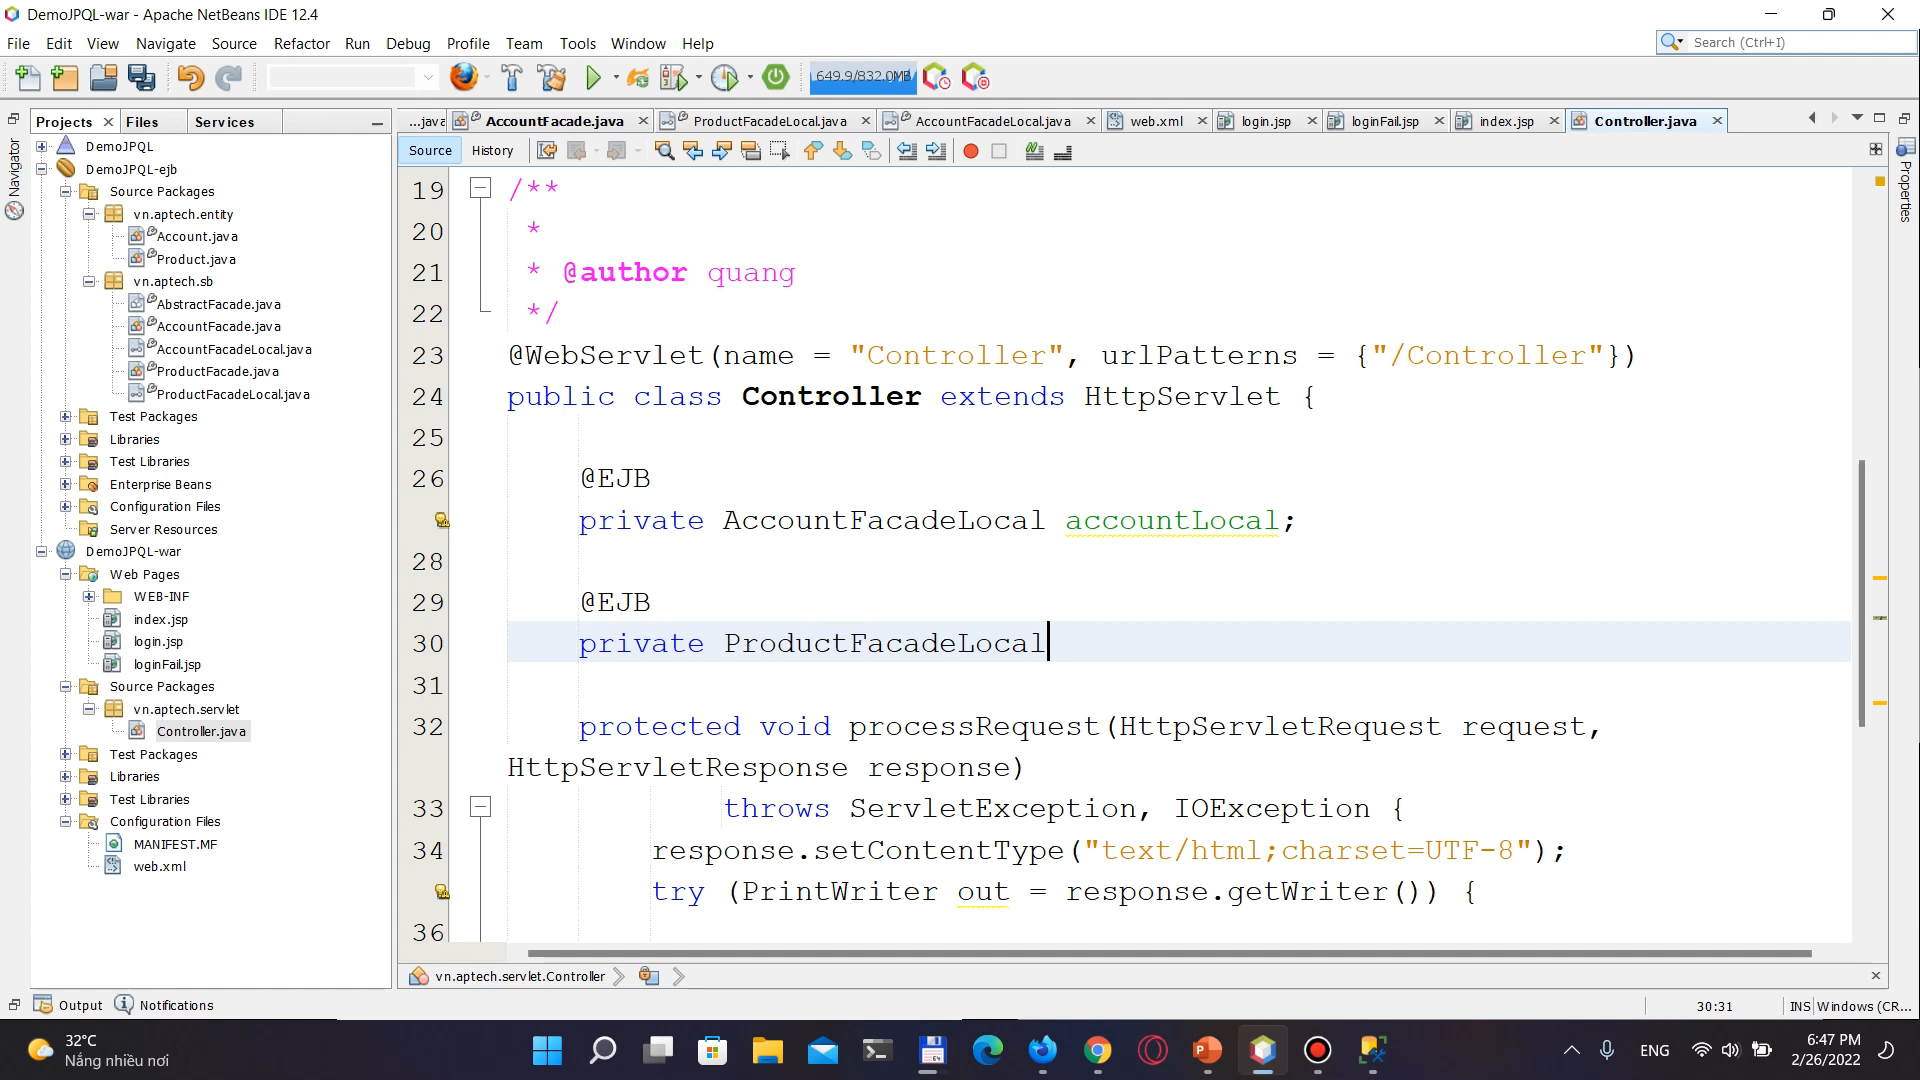 DemoJPQL-war - Apache NetBeans IDE 12.4
File Edit View Navigate Source Refactor Run Debug Profile Team Tools Window Help
Search (Ctrl+I)
649.9/832.0MB
Projects Files Services
...java AccountFacade.java ProductFacadeLocal.java AccountFacadeLocal.java web.xml login.jsp loginFail.jsp index.jsp Controller.java
Source History
Navigator
Properties
DemoJPQL
DemoJPQL-ejb
Source Packages
vn.aptech.entity
Account.java
Product.java
vn.aptech.sb
AbstractFacade.java
AccountFacade.java
AccountFacadeLocal.java
ProductFacade.java
ProductFacadeLocal.java
Test Packages
Libraries
Test Libraries
Enterprise Beans
Configuration Files
Server Resources
DemoJPQL-war
Web Pages
WEB-INF
index.jsp
login.jsp
loginFail.jsp
Source Packages
vn.aptech.servlet
Controller.java
Test Packages
Libraries
Test Libraries
Configuration Files
MANIFEST.MF
web.xml
19 /**
20 *
21 * @author quang
22 */
23 @WebServlet(name = "Controller", urlPatterns = {"/Controller"})
24 public class Controller extends HttpServlet {
25
26 @EJB
private AccountFacadeLocal accountLocal;
28
29 @EJB
30 private ProductFacadeLocal
31
32 protected void processRequest(HttpServletRequest request,
HttpServletResponse response)
33 throws ServletException, IOException {
34 response.setContentType("text/html;charset=UTF-8");
try (PrintWriter out = response.getWriter()) {
36
vn.aptech.servlet.Controller
Output Notifications
30:31 INS Windows (CR...
32°C
Nắng nhiều nơi
ENG
6:47 PM
2/26/2022